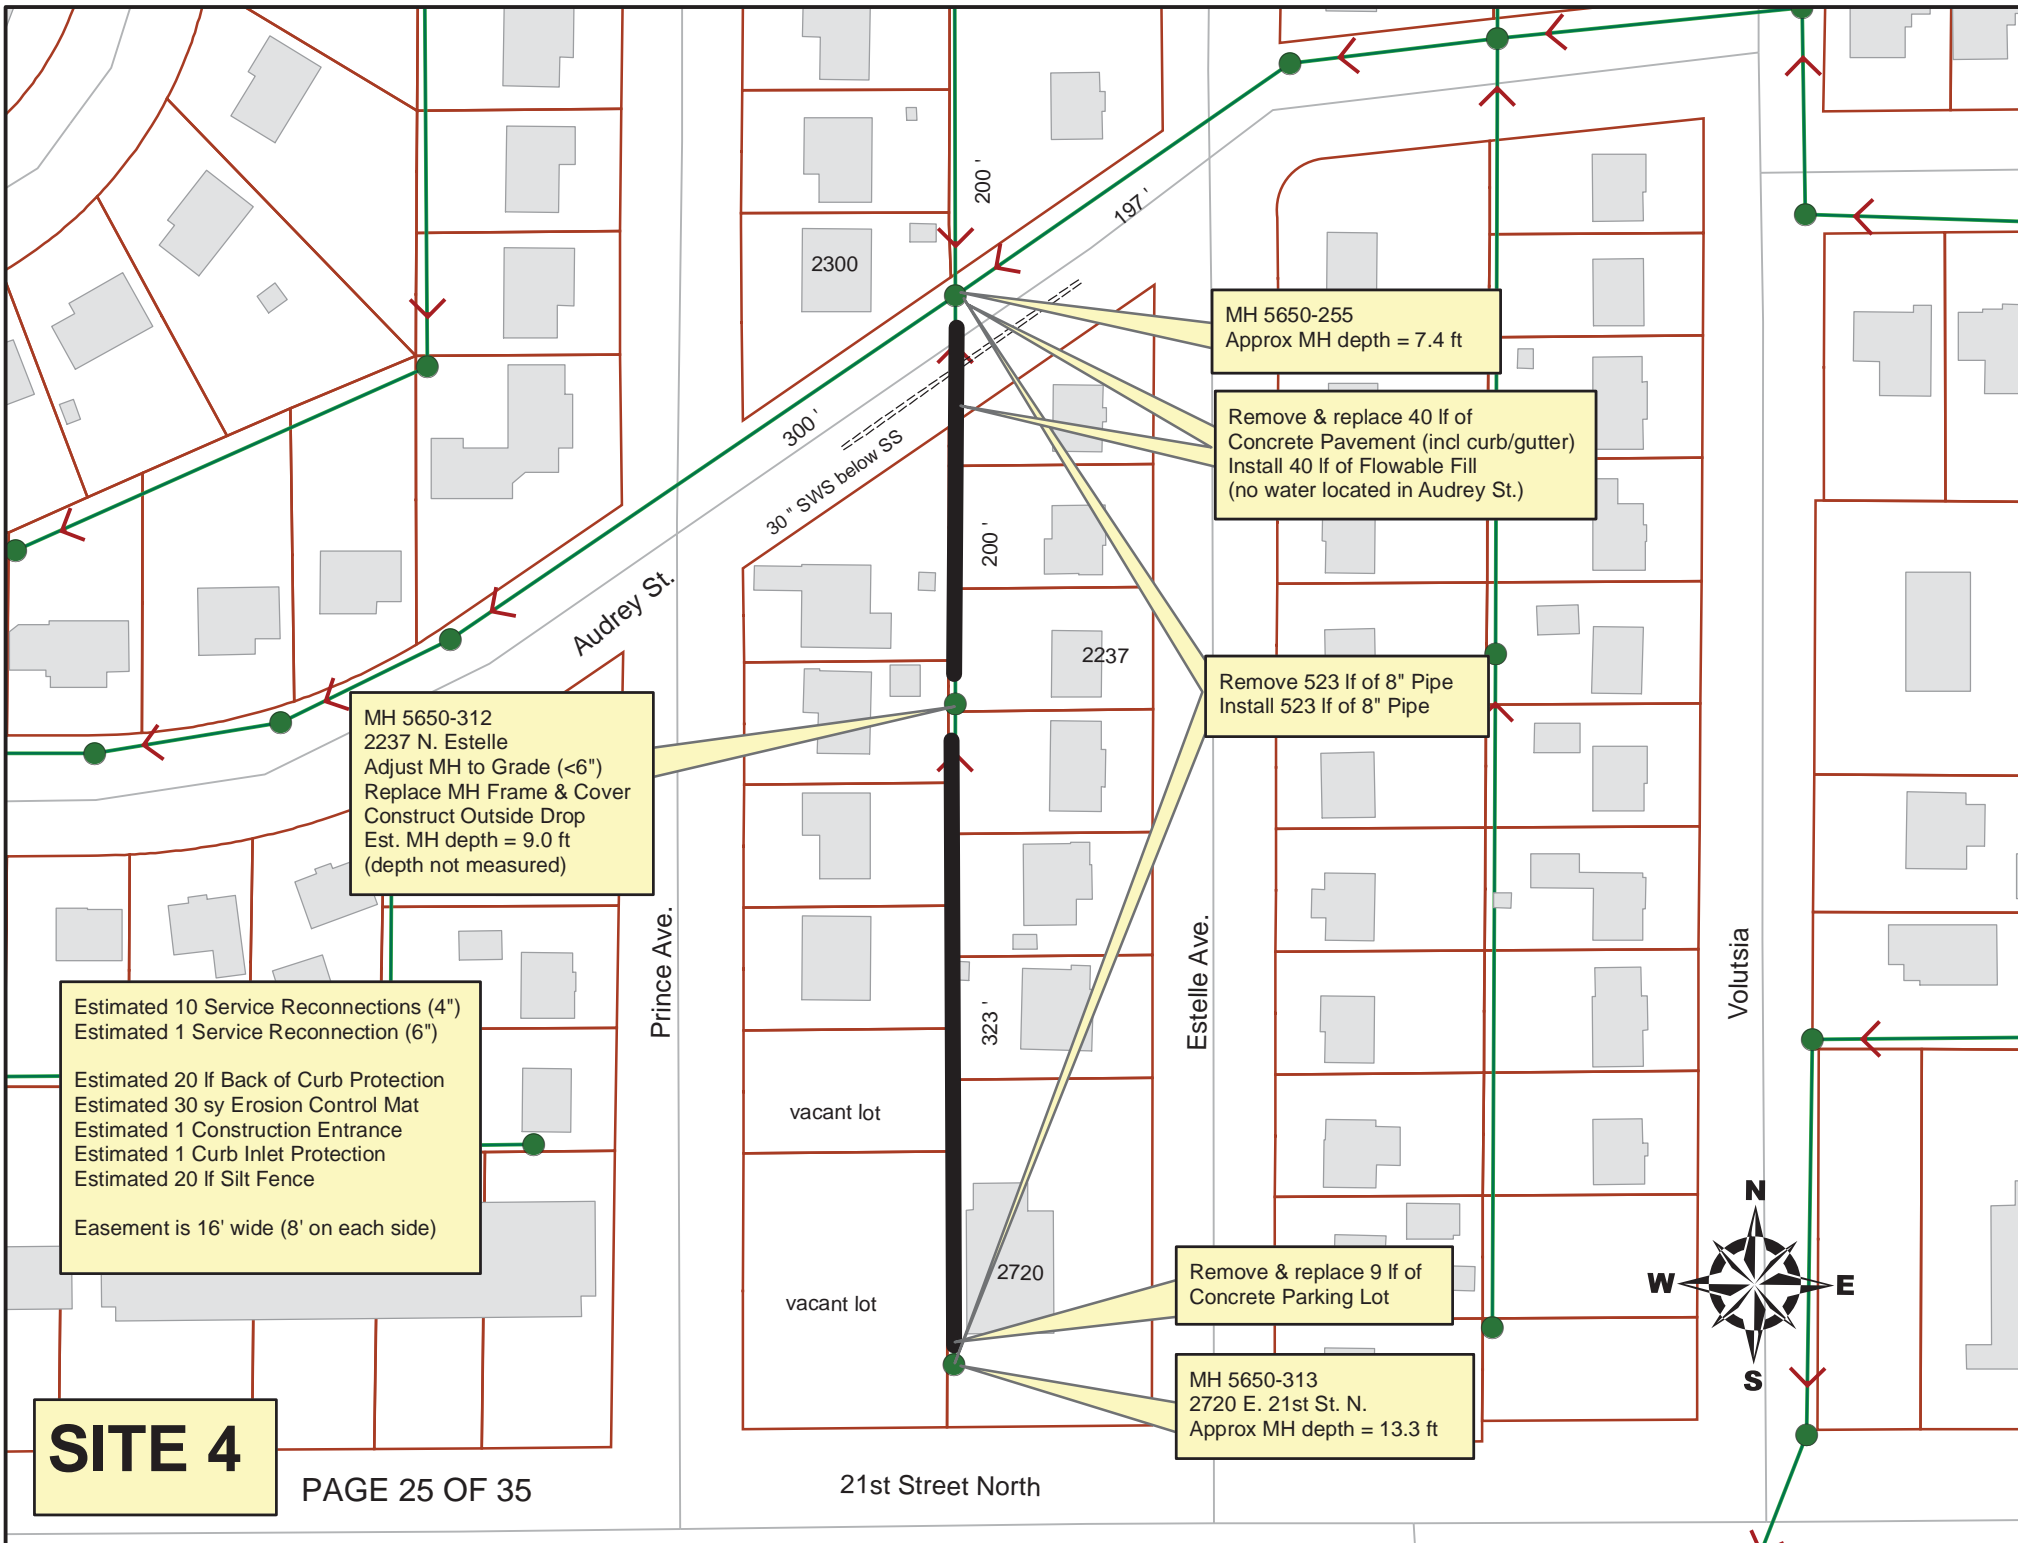 200 '
197 '
2300
MH 5650-255
Approx MH depth = 7.4 ft
Remove & replace 40 lf of
Concrete Pavement (incl curb/gutter)
Install 40 lf of Flowable Fill
(no water located in Audrey St.)
300 '
30 " SWS below SS
200 '
Audrey St.
2237
Remove 523 lf of 8" Pipe
Install 523 lf of 8" Pipe
MH 5650-312
2237 N. Estelle
Adjust MH to Grade (<6")
Replace MH Frame & Cover
Construct Outside Drop
Est. MH depth = 9.0 ft
(depth not measured)
Prince Ave.
Estelle Ave.
Volutsia
323 '
Estimated 10 Service Reconnections (4")
Estimated 1 Service Reconnection (6")
Estimated 20 lf Back of Curb Protection
Estimated 30 sy Erosion Control Mat
Estimated 1 Construction Entrance
Estimated 1 Curb Inlet Protection
Estimated 20 lf Silt Fence
Easement is 16' wide (8' on each side)
vacant lot
vacant lot
2720
Remove & replace 9 lf of
Concrete Parking Lot
MH 5650-313
2720 E. 21st St. N.
Approx MH depth = 13.3 ft
N
W
E
S
SITE 4
PAGE 25 OF 35
21st Street North